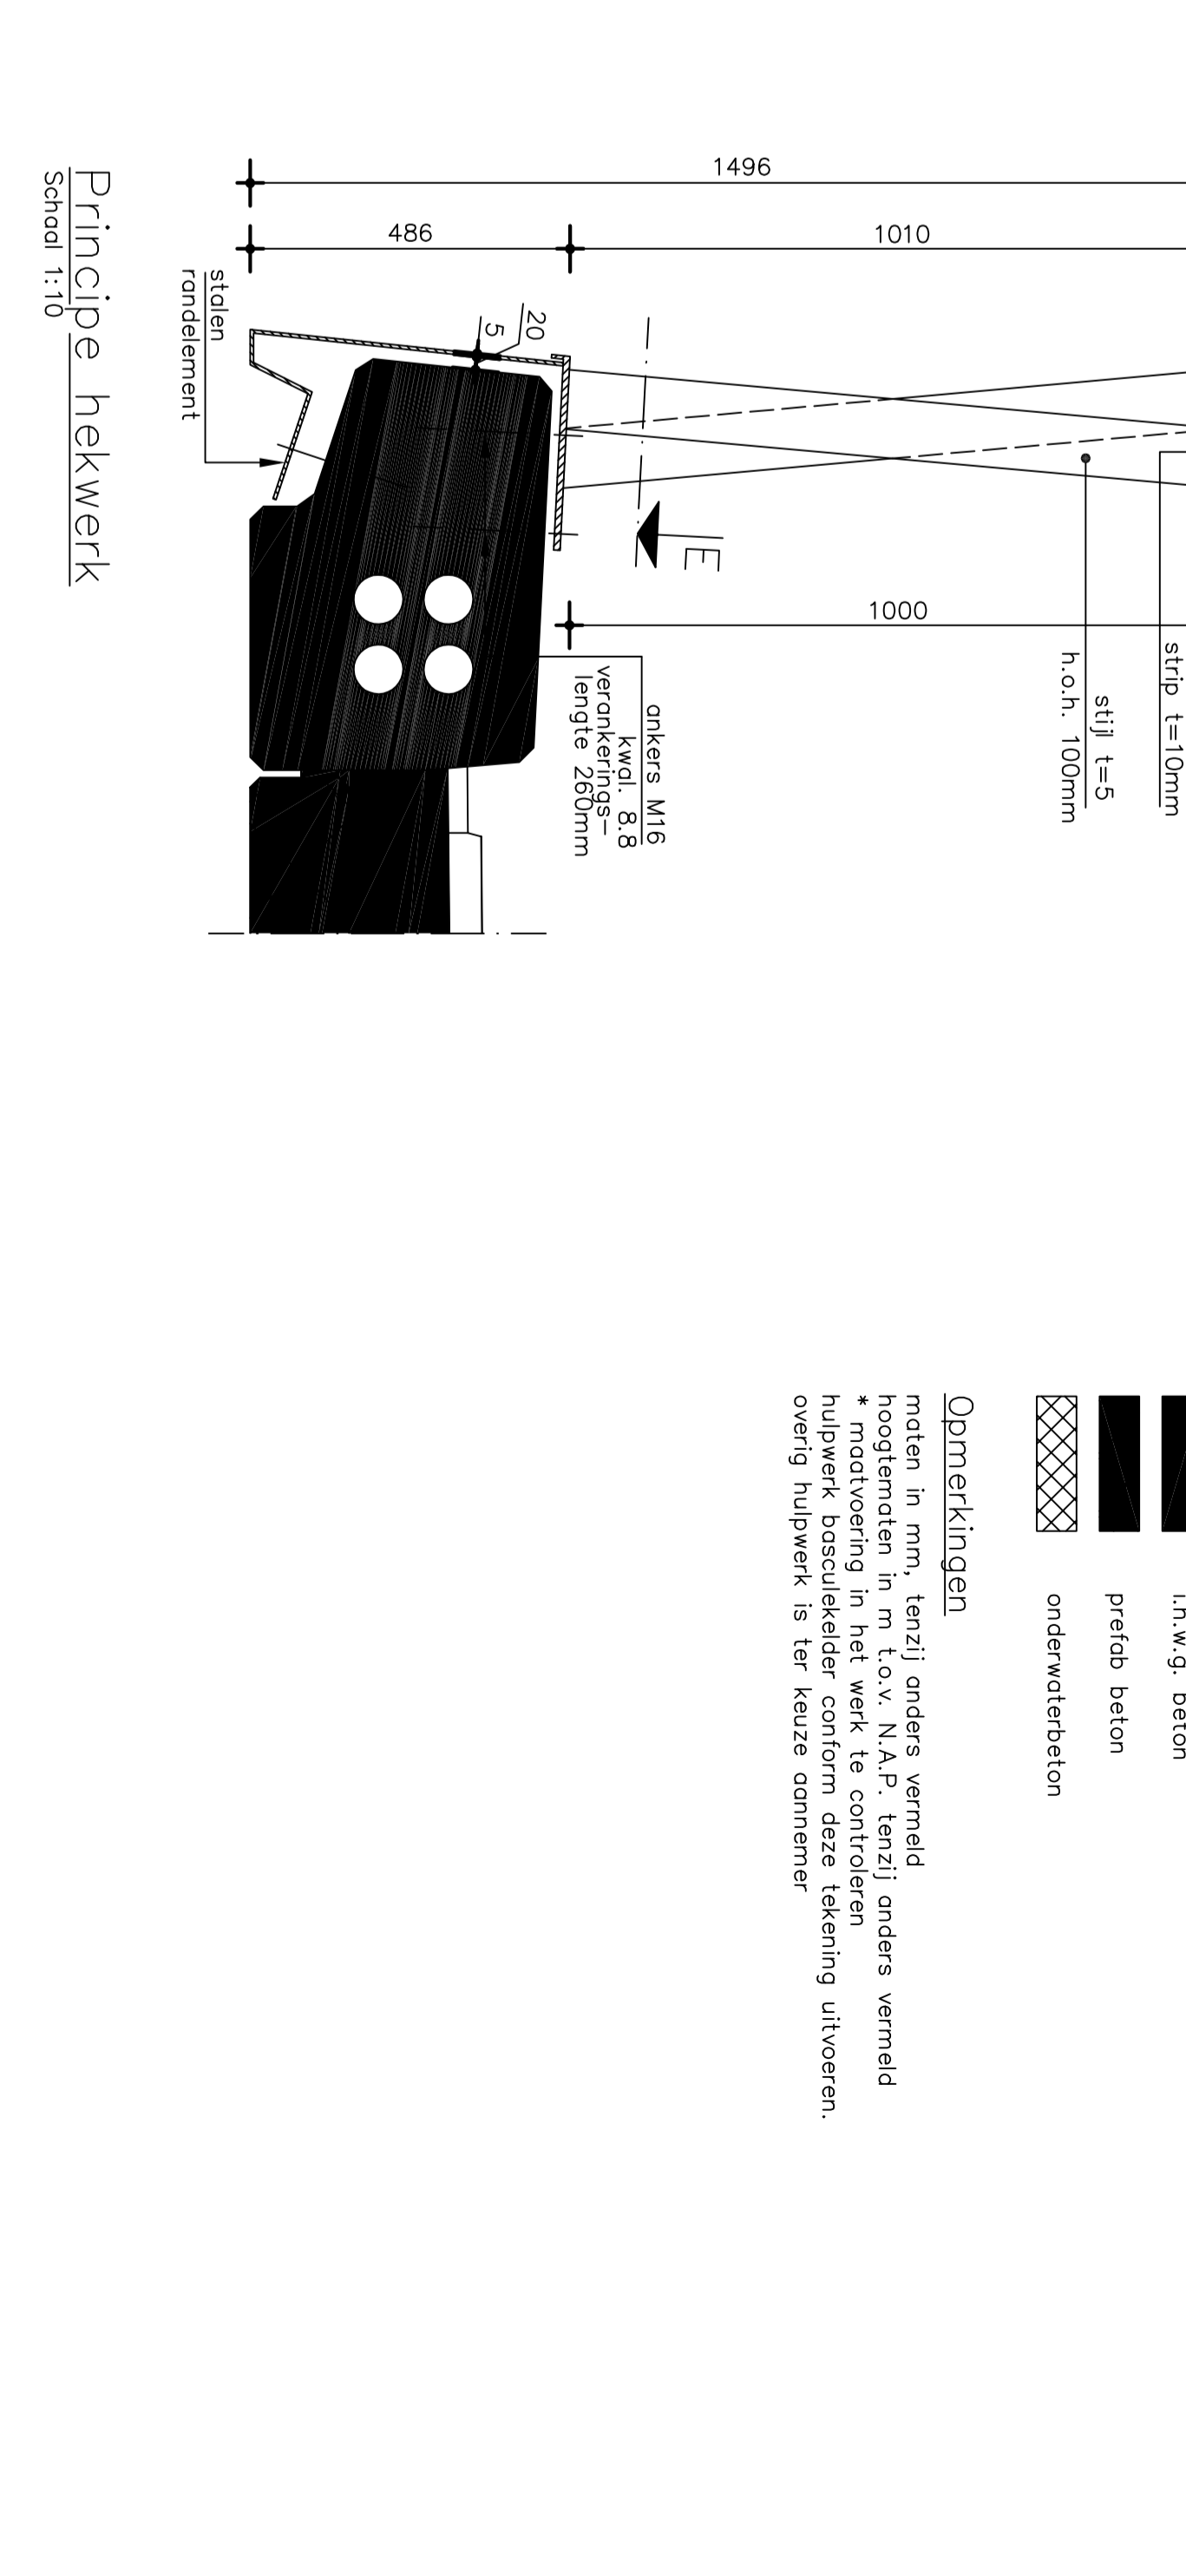 1496
486
1010
1000
20
5
E
strip t=10mm
stijl t=5
h.o.h. 100mm
ankers M16
kwal. 8.8
verankerings-
lengte 260mm
stalen
randelement
Principe hekwerk
Schaal 1:10
i.h.w.g. beton
prefab beton
onderwaterbeton
Opmerkingen
maten in mm, tenzij anders vermeld
hoogtematen in m t.o.v. N.A.P. tenzij anders vermeld
* maatvoering in het werk te controleren
hulpwerk basculekelder conform deze tekening uitvoeren.
overig hulpwerk is ter keuze aannemer